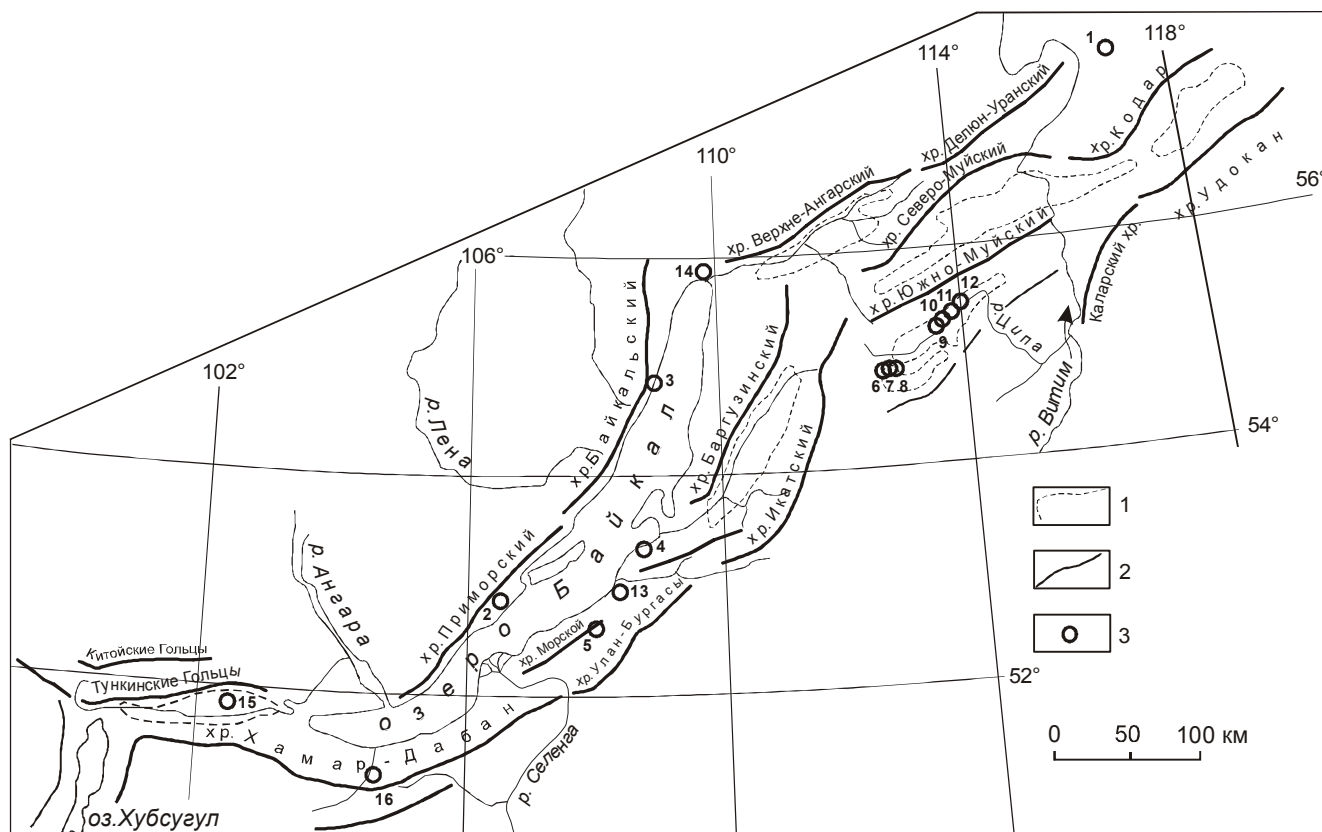 1
118°
114°
хр. Делюн-Уранский
хр. Кодар
110°
хр. Северо-Муйский
хр. Удокан
хр. Верхне-Ангарский
56°
106°
хр. Южно-Муйский
Каларский хр.
14
12
11
10
9
р. Ципа
102°
3
хр. Байкальский
хр. Баргузинский
6 7 8
р. Витим
54°
р. Лена
хр. Икатский
1
р. Ангара
4
2
хр. Приморский
2
13
3
озеро Байкал
хр. Морской
5
хр. Улан-Бургасы
Китойские Гольцы
Тункинские Гольцы
52°
15
хр. Хамар-Дабан
0 50 100 км
р. Селенга
16
оз.Хубсугул